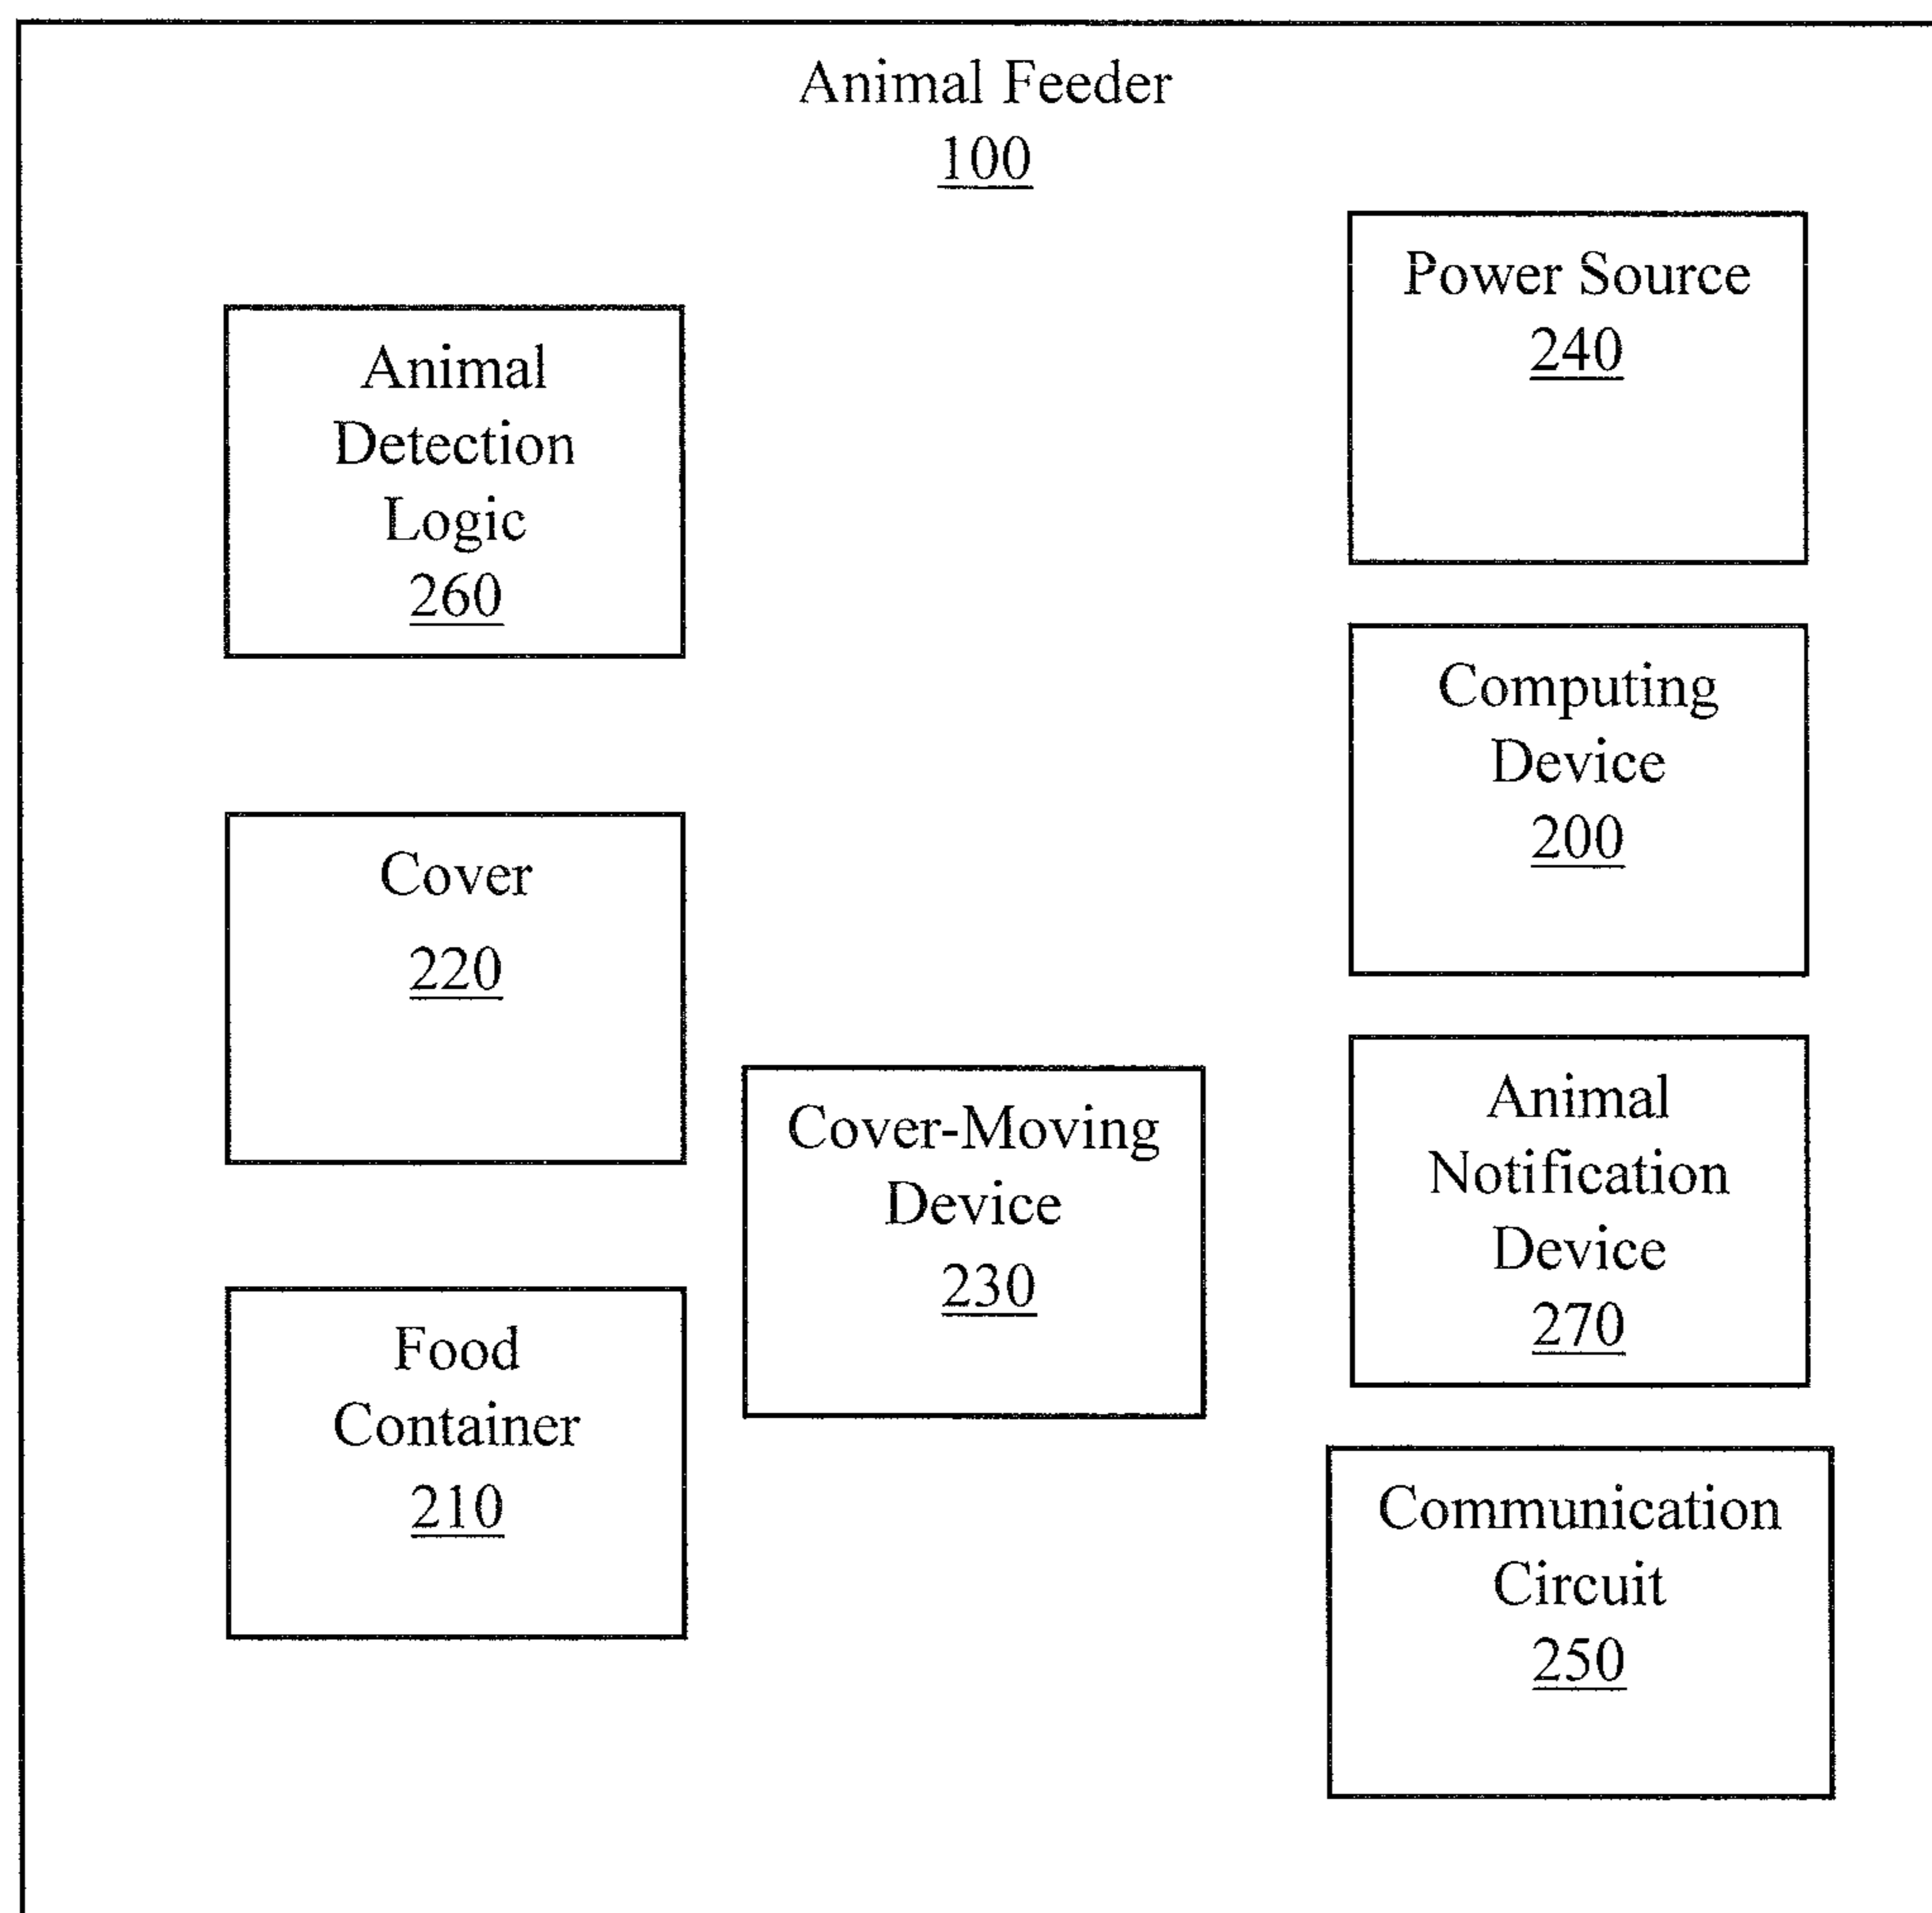 Animal Feeder
100
Animal
Detection
Logic
260
Cover
220
Food
Container
210
Cover-Moving
Device
230
Power Source
240
Computing
Device
200
Animal
Notification
Device
270
Communication
Circuit
250